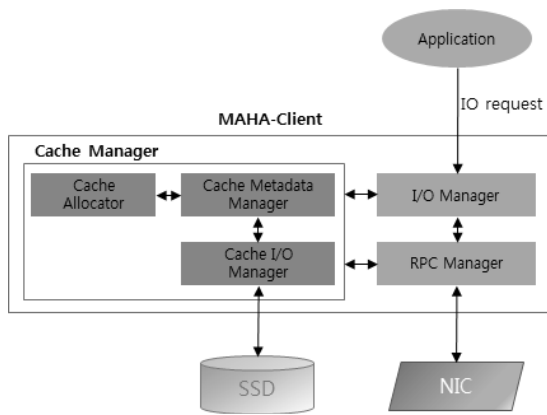 Application
IO request
MAHA-Client
Cache Manager
Cache
Allocator
Cache Metadata
Manager
I/O Manager
Cache I/O
Manager
RPC Manager
SSD
NIC